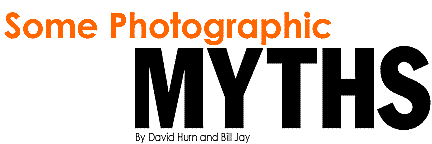 Some Photographic
MYTHS
By David Hurn and Bill Jay